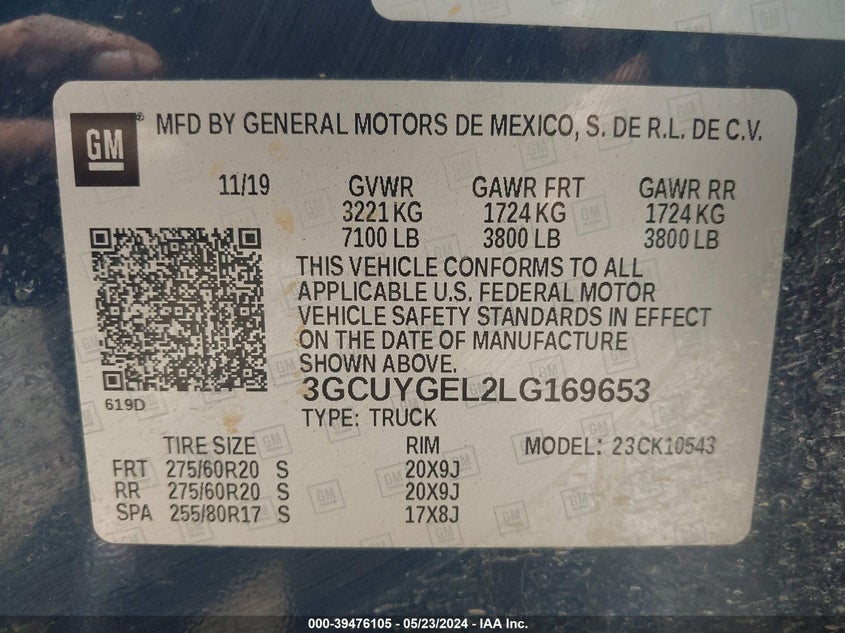 GM ® MFD BY GENERAL MOTORS DE MEXICO, S. DE R.L. DE C.V.
11/19 GVWR GAWR FRT GAWR RR
3221 KG 1724 KG 1724 KG
7100 LB 3800 LB 3800 LB
THIS VEHICLE CONFORMS TO ALL
APPLICABLE U.S. FEDERAL MOTOR
VEHICLE SAFETY STANDARDS IN EFFECT
ON THE DATE OF MANUFACTURE
SHOWN ABOVE.
619D 3GCUYGEL2LG169653
TYPE: TRUCK
TIRE SIZE RIM MODEL: 23CK10543
FRT 275/60R20 S 20X9J
RR 275/60R20 S 20X9J
SPA 255/80R17 S 17X8J
000-39476105 / 05/23/2024 / IAA Inc.